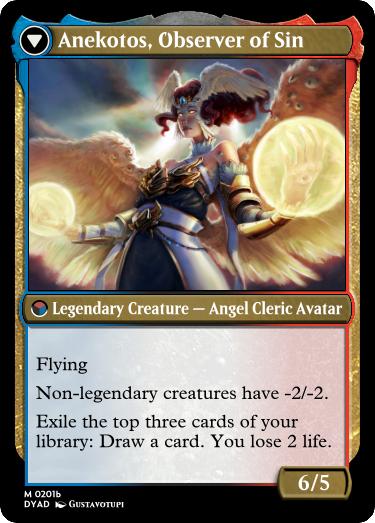 Anekotos, Observer of Sin
Legendary Creature — Angel Cleric Avatar
Flying
Non-legendary creatures have -2/-2.
Exile the top three cards of your
library: Draw a card. You lose 2 life.
6/5
M 0201b
DYAD Gustavotupi